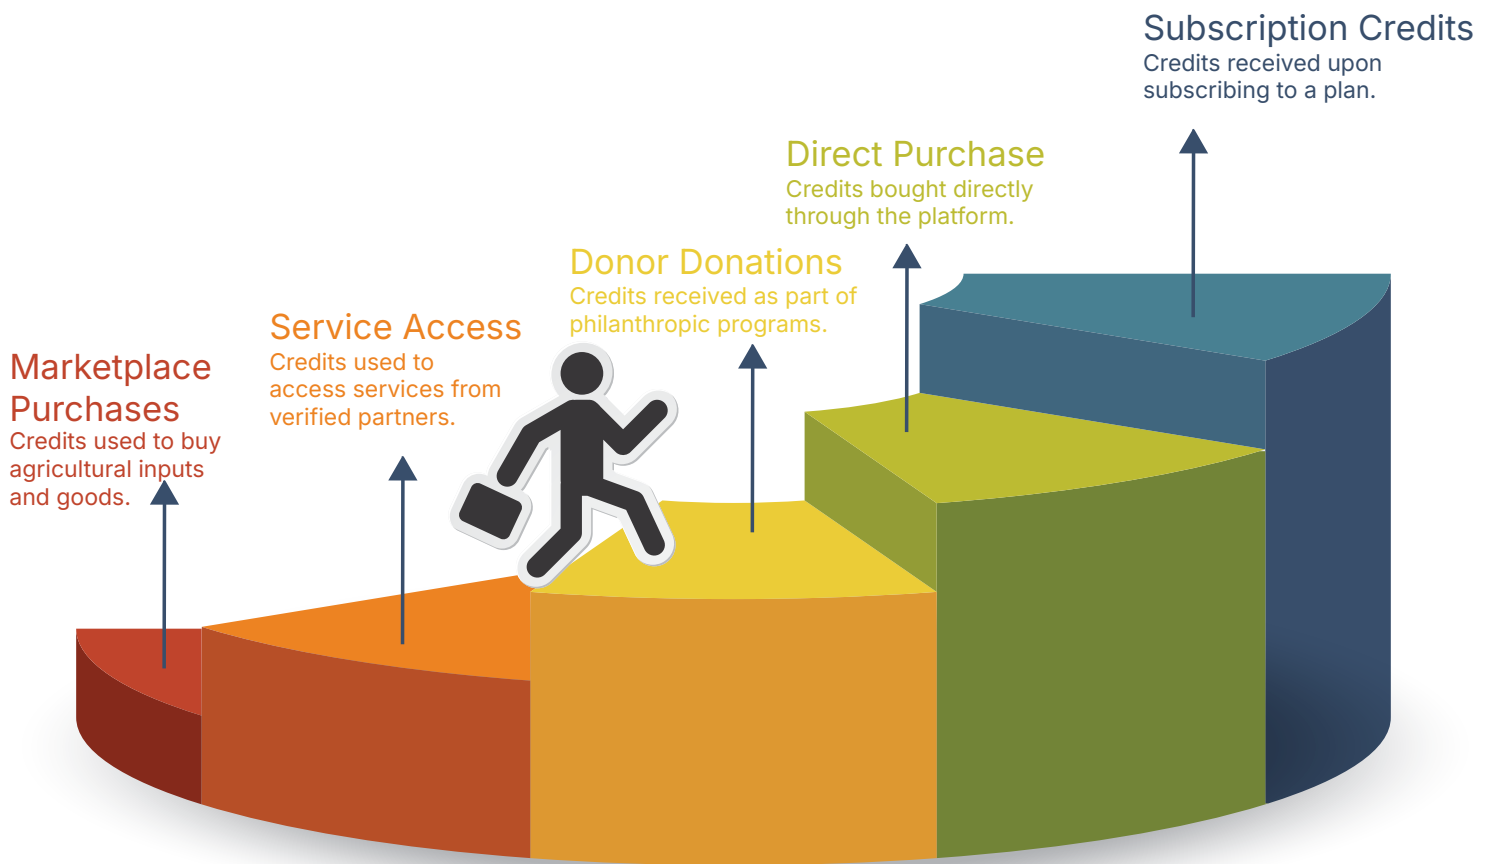 Subscription Credits
Credits received upon
subscribing to a plan.
Direct Purchase
Credits bought directly
through the platform.
Donor Donations
Credits received as part of
philanthropic programs.
Service Access
Credits used to
access services from
verified partners.
Marketplace
Purchases
Credits used to buy
agricultural inputs
and goods.